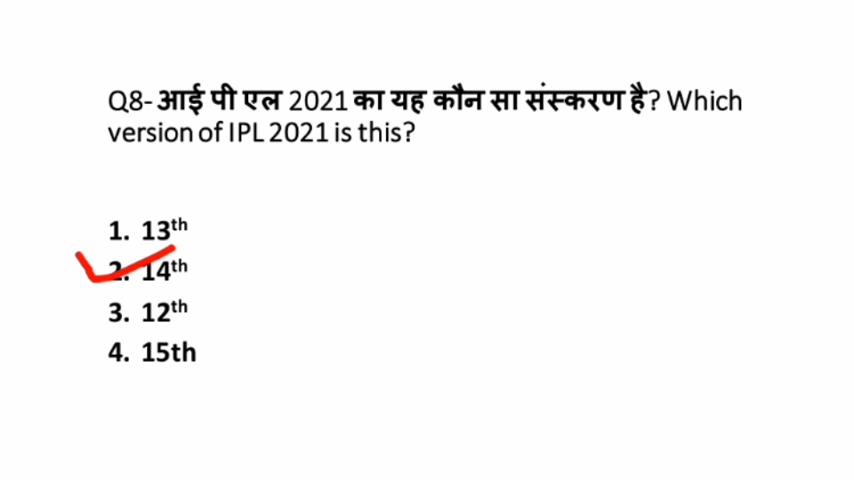 Q8- आई पी एल 2021 का यह कौन सा संस्करण है? Which
version of IPL 2021 is this?
1. 13th
2. 14th
3. 12th
4. 15th